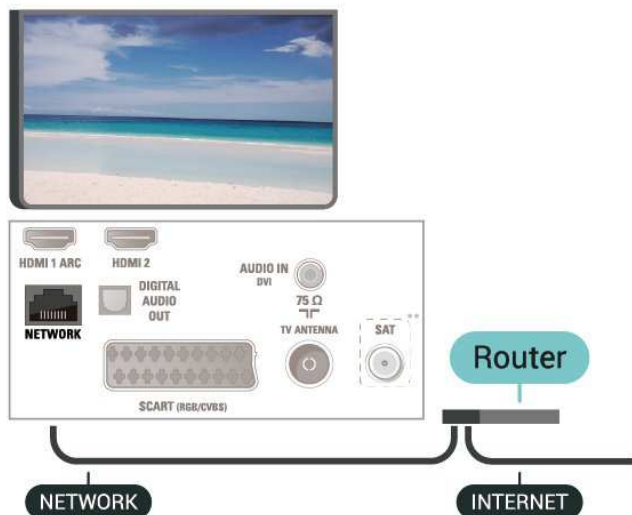 HDMI 1 ARC
HDMI 2
AUDIO IN
DVI
DIGITAL
AUDIO
OUT
75 Ω
NETWORK
TV ANTENNA
SAT
**
SCART (RGB/CVBS)
Router
NETWORK
INTERNET